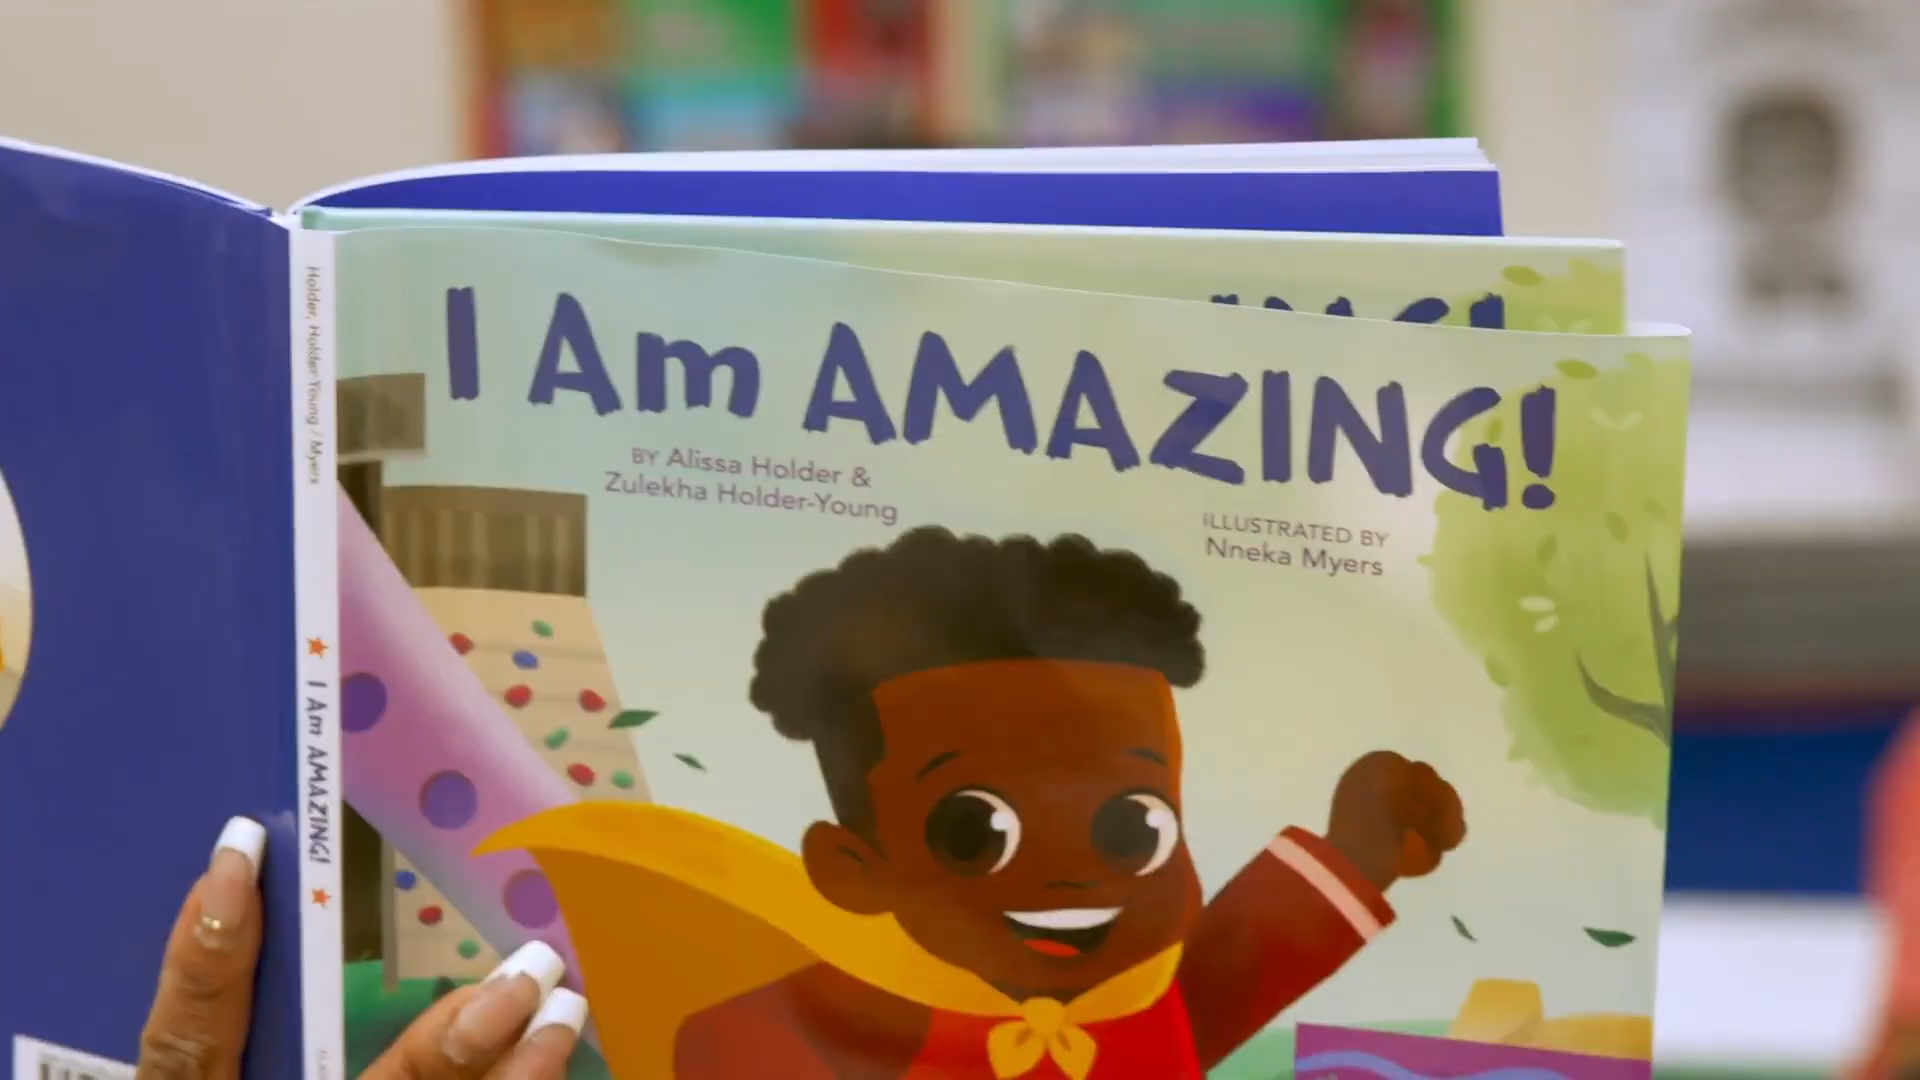 I Am AMAZING!
BY Alissa Holder &
Zulekha Holder-Young
ILLUSTRATED BY
Nneka Myers
Holder, Holder-Young / Myers
I Am AMAZING!